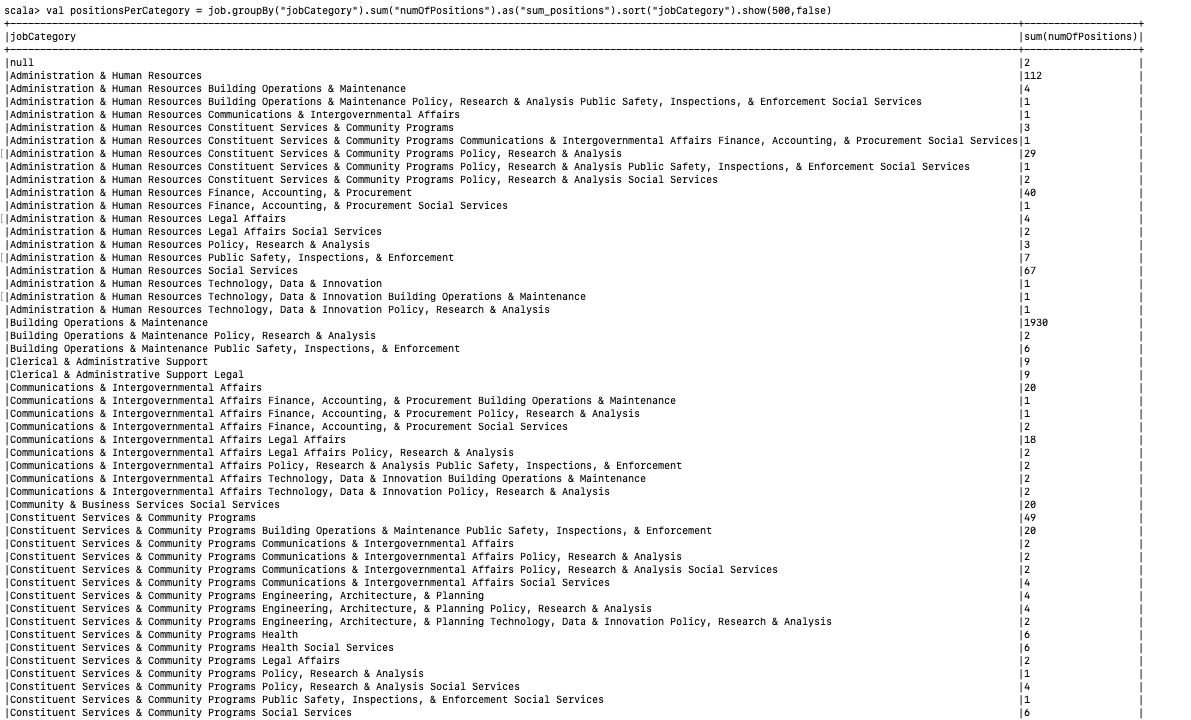 scala> val positionsPerCategory = job.groupBy("jobCategory").sum("numOfPositions").as("sum_positions").sort("jobCategory").show(500,false)
|jobCategory |sum(numOfPositions)|
|null |2 |
|Administration & Human Resources |112 |
|Administration & Human Resources Building Operations & Maintenance |4 |
|Administration & Human Resources Building Operations & Maintenance Policy, Research & Analysis Public Safety, Inspections, & Enforcement Social Services |1 |
|Administration & Human Resources Communications & Intergovernmental Affairs |1 |
|Administration & Human Resources Constituent Services & Community Programs |3 |
|Administration & Human Resources Constituent Services & Community Programs Communications & Intergovernmental Affairs Finance, Accounting, & Procurement Social Services|1 |
|Administration & Human Resources Constituent Services & Community Programs Policy, Research & Analysis |29 |
|Administration & Human Resources Constituent Services & Community Programs Policy, Research & Analysis Public Safety, Inspections, & Enforcement Social Services |1 |
|Administration & Human Resources Constituent Services & Community Programs Policy, Research & Analysis Social Services |2 |
|Administration & Human Resources Finance, Accounting, & Procurement |40 |
|Administration & Human Resources Finance, Accounting, & Procurement Social Services |1 |
|Administration & Human Resources Legal Affairs |4 |
|Administration & Human Resources Legal Affairs Social Services |2 |
|Administration & Human Resources Policy, Research & Analysis |3 |
|Administration & Human Resources Public Safety, Inspections, & Enforcement |7 |
|Administration & Human Resources Social Services |67 |
|Administration & Human Resources Technology, Data & Innovation |1 |
|Administration & Human Resources Technology, Data & Innovation Building Operations & Maintenance |1 |
|Administration & Human Resources Technology, Data & Innovation Policy, Research & Analysis |1 |
|Building Operations & Maintenance |1930 |
|Building Operations & Maintenance Policy, Research & Analysis |2 |
|Building Operations & Maintenance Public Safety, Inspections, & Enforcement |6 |
|Clerical & Administrative Support |9 |
|Clerical & Administrative Support Legal |9 |
|Communications & Intergovernmental Affairs |20 |
|Communications & Intergovernmental Affairs Finance, Accounting, & Procurement Building Operations & Maintenance |1 |
|Communications & Intergovernmental Affairs Finance, Accounting, & Procurement Policy, Research & Analysis |1 |
|Communications & Intergovernmental Affairs Finance, Accounting, & Procurement Social Services |2 |
|Communications & Intergovernmental Affairs Legal Affairs |18 |
|Communications & Intergovernmental Affairs Legal Affairs Policy, Research & Analysis |2 |
|Communications & Intergovernmental Affairs Policy, Research & Analysis Public Safety, Inspections, & Enforcement |2 |
|Communications & Intergovernmental Affairs Technology, Data & Innovation Building Operations & Maintenance |2 |
|Communications & Intergovernmental Affairs Technology, Data & Innovation Policy, Research & Analysis |2 |
|Community & Business Services Social Services |20 |
|Constituent Services & Community Programs |49 |
|Constituent Services & Community Programs Building Operations & Maintenance Public Safety, Inspections, & Enforcement |20 |
|Constituent Services & Community Programs Communications & Intergovernmental Affairs |2 |
|Constituent Services & Community Programs Communications & Intergovernmental Affairs Policy, Research & Analysis |2 |
|Constituent Services & Community Programs Communications & Intergovernmental Affairs Policy, Research & Analysis Social Services |2 |
|Constituent Services & Community Programs Communications & Intergovernmental Affairs Social Services |4 |
|Constituent Services & Community Programs Engineering, Architecture, & Planning |4 |
|Constituent Services & Community Programs Engineering, Architecture, & Planning Policy, Research & Analysis |4 |
|Constituent Services & Community Programs Engineering, Architecture, & Planning Technology, Data & Innovation Policy, Research & Analysis |2 |
|Constituent Services & Community Programs Health |6 |
|Constituent Services & Community Programs Health Social Services |6 |
|Constituent Services & Community Programs Legal Affairs |2 |
|Constituent Services & Community Programs Policy, Research & Analysis |1 |
|Constituent Services & Community Programs Policy, Research & Analysis Social Services |4 |
|Constituent Services & Community Programs Public Safety, Inspections, & Enforcement Social Services |1 |
|Constituent Services & Community Programs Social Services |6 |